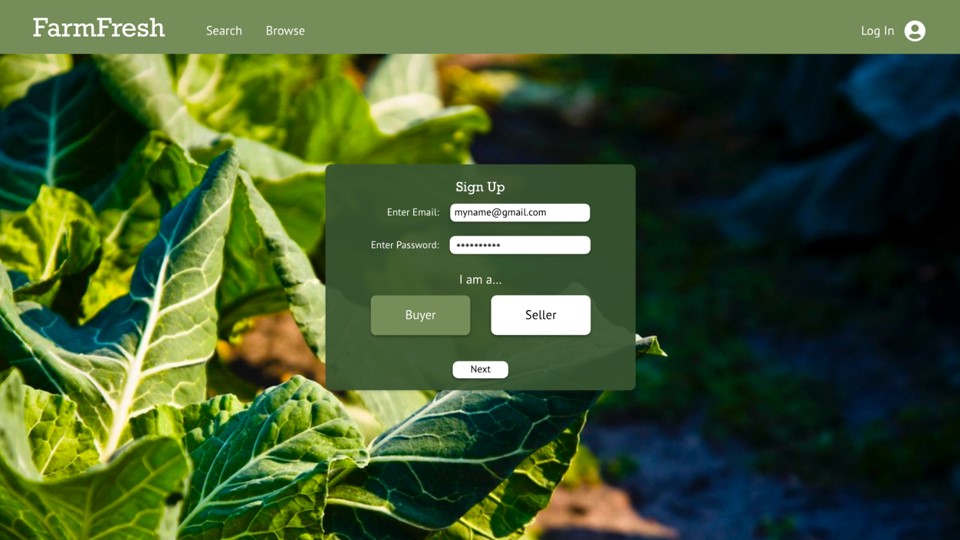 FarmFresh
Search Browse Log In
Sign Up
Enter Email: myname@gmail.com
Enter Password: ••••••••••
I am a...
Buyer Seller
Next